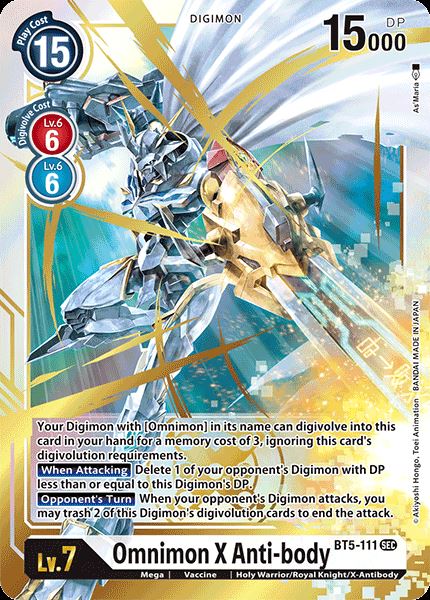 DIGIMON
Play Cost
15
DP
15000
Digivolve Cost
Lv.6
6
Lv.6
6
As'Maria
Your Digimon with [Omnimon] in its name can digivolve into this
card in your hand for a memory cost of 3, ignoring this card's
digivolution requirements.
When Attacking Delete 1 of your opponent's Digimon with DP
less than or equal to this Digimon's DP.
Opponent's Turn When your opponent's Digimon attacks, you
may trash 2 of this Digimon's digivolution cards to end the attack.
©Akiyoshi Hongo, Toei Animation BANDAI MADE IN JAPAN
Lv.7
Omnimon X Anti-body
BT5-111 SEC
Mega | Vaccine | Holy Warrior/Royal Knight/X-Antibody